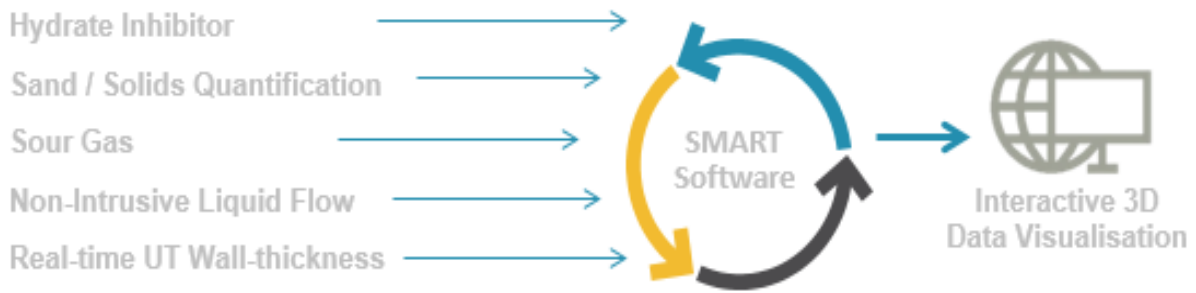 Hydrate Inhibitor
Sand / Solids Quantification
Sour Gas
Non-Intrusive Liquid Flow
Real-time UT Wall-thickness
SMART
Software
Interactive 3D
Data Visualisation